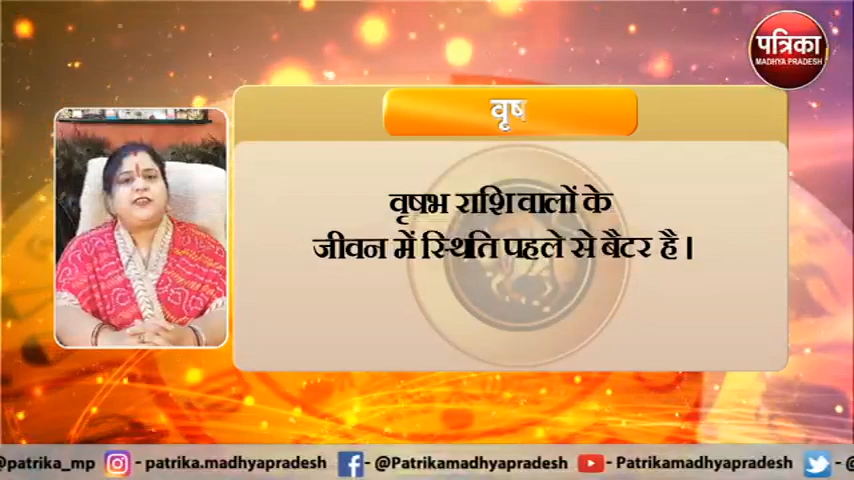 पत्रिका
MADHYA PRADESH
वृष
वृषभ राशि वालों के
जीवन में स्थिति पहले से बैटर है।
@patrika_mp - patrika.madhyapradesh - @Patrikamadhyapradesh - Patrikamadhyapradesh - @